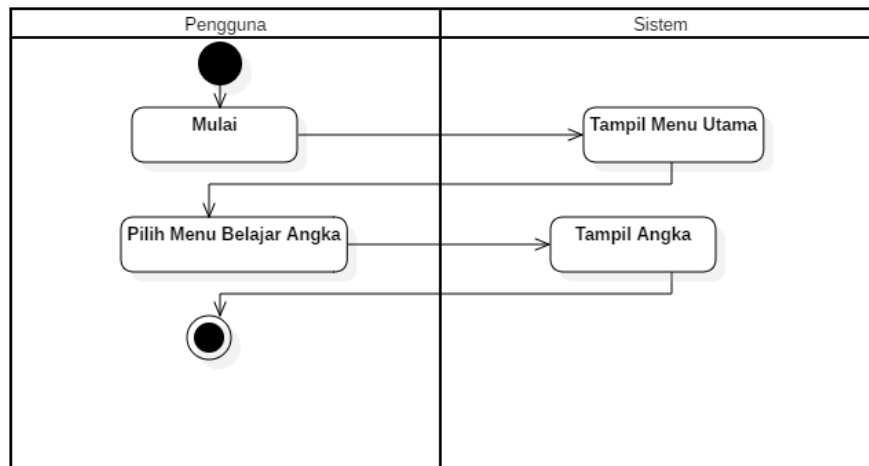 Pengguna
Sistem
Mulai
Tampil Menu Utama
Pilih Menu Belajar Angka
Tampil Angka